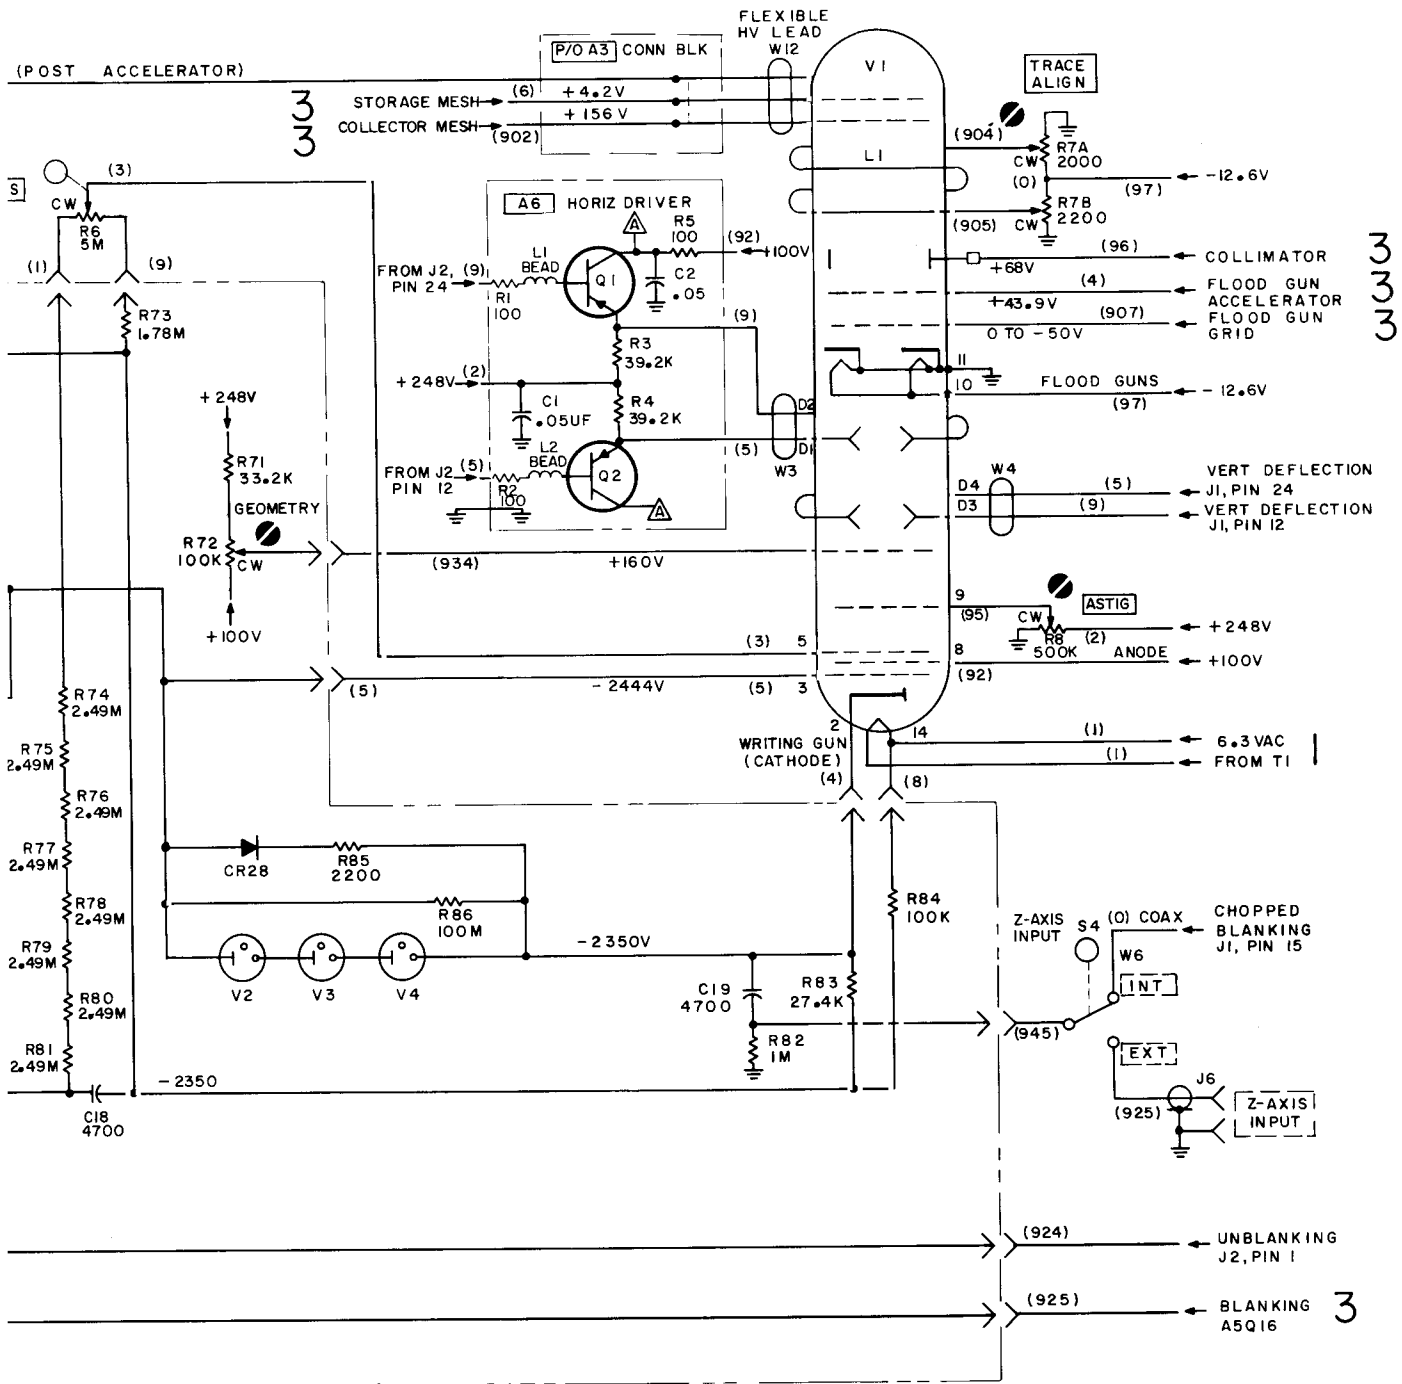 FLEXIBLE
HV LEAD
W12
P/O A3 CONN BLK
V1
TRACE
ALIGN
(POST ACCELERATOR)
3 STORAGE MESH (6) +4.2V
3 COLLECTOR MESH (902) +156V
(904)
R7A
2000
CW
L1
(0)
(97) -12.6V
R7B
2200
(905) CW
S
(3)
CW
R6
5M
(1) (9)
A6 HORIZ DRIVER
A
R5
100
(92) +100V
L1
BEAD
FROM J2, (9)
PIN 24
R1
100
Q1
C2
.05
(96) COLLIMATOR 3
+68V
(4) FLOOD GUN
ACCELERATOR 3
+43.9V
(907) FLOOD GUN
GRID 3
0 TO -50V
R73
1.78M
(9)
R3
39.2K
+248V (2)
C1
.05UF
R4
39.2K
11
10 FLOOD GUNS -12.6V
(97)
D2
D1
W3
(5)
L2
BEAD
FROM J2 (5)
PIN 12
R2
100
Q2
A
+248V
R71
33.2K
GEOMETRY
R72
100K
CW
+100V
W4
D4 (5) VERT DEFLECTION
J1, PIN 24
D3 (9) VERT DEFLECTION
J1, PIN 12
(934) +160V
9
(95)
ASTIG
CW
R8
500K
(2) +248V
(3) 5
8 ANODE +100V
(92)
(5) -2444V (5) 3
R74
2.49M
R75
2.49M
R76
2.49M
R77
2.49M
R78
2.49M
R79
2.49M
R80
2.49M
R81
2.49M
2 14
WRITING GUN
(CATHODE)
(4) (8)
(1) 6.3 VAC
(1) FROM T1 1
CR28
R85
2200
R86
100M
V2 V3 V4
-2350V
R84
100K
C19
4700
R83
27.4K
R82
1M
Z-AXIS
INPUT
S4
(0) COAX
W6
CHOPPED
BLANKING
J1, PIN 15
INT
(945)
EXT
J6
(925)
Z-AXIS
INPUT
-2350
C18
4700
(924) UNBLANKING
J2, PIN 1
(925) BLANKING 3
A5Q16